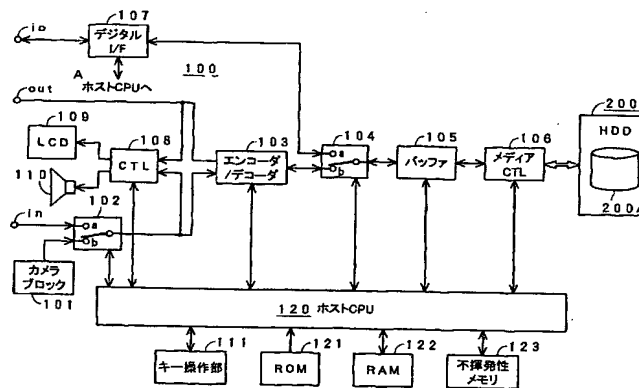 107
io
デジタル
I/F
A
ホストCPUへ
100
out
109
LCD
108
CTL
110
103
エンコーダ
/デコーダ
104
a
b
105
バッファ
106
メディア
CTL
200
HDD
200A
in
102
a
b
カメラ
ブロック
101
120 ホストCPU
111
キー操作部
121
ROM
122
RAM
123
不揮発性
メモリ